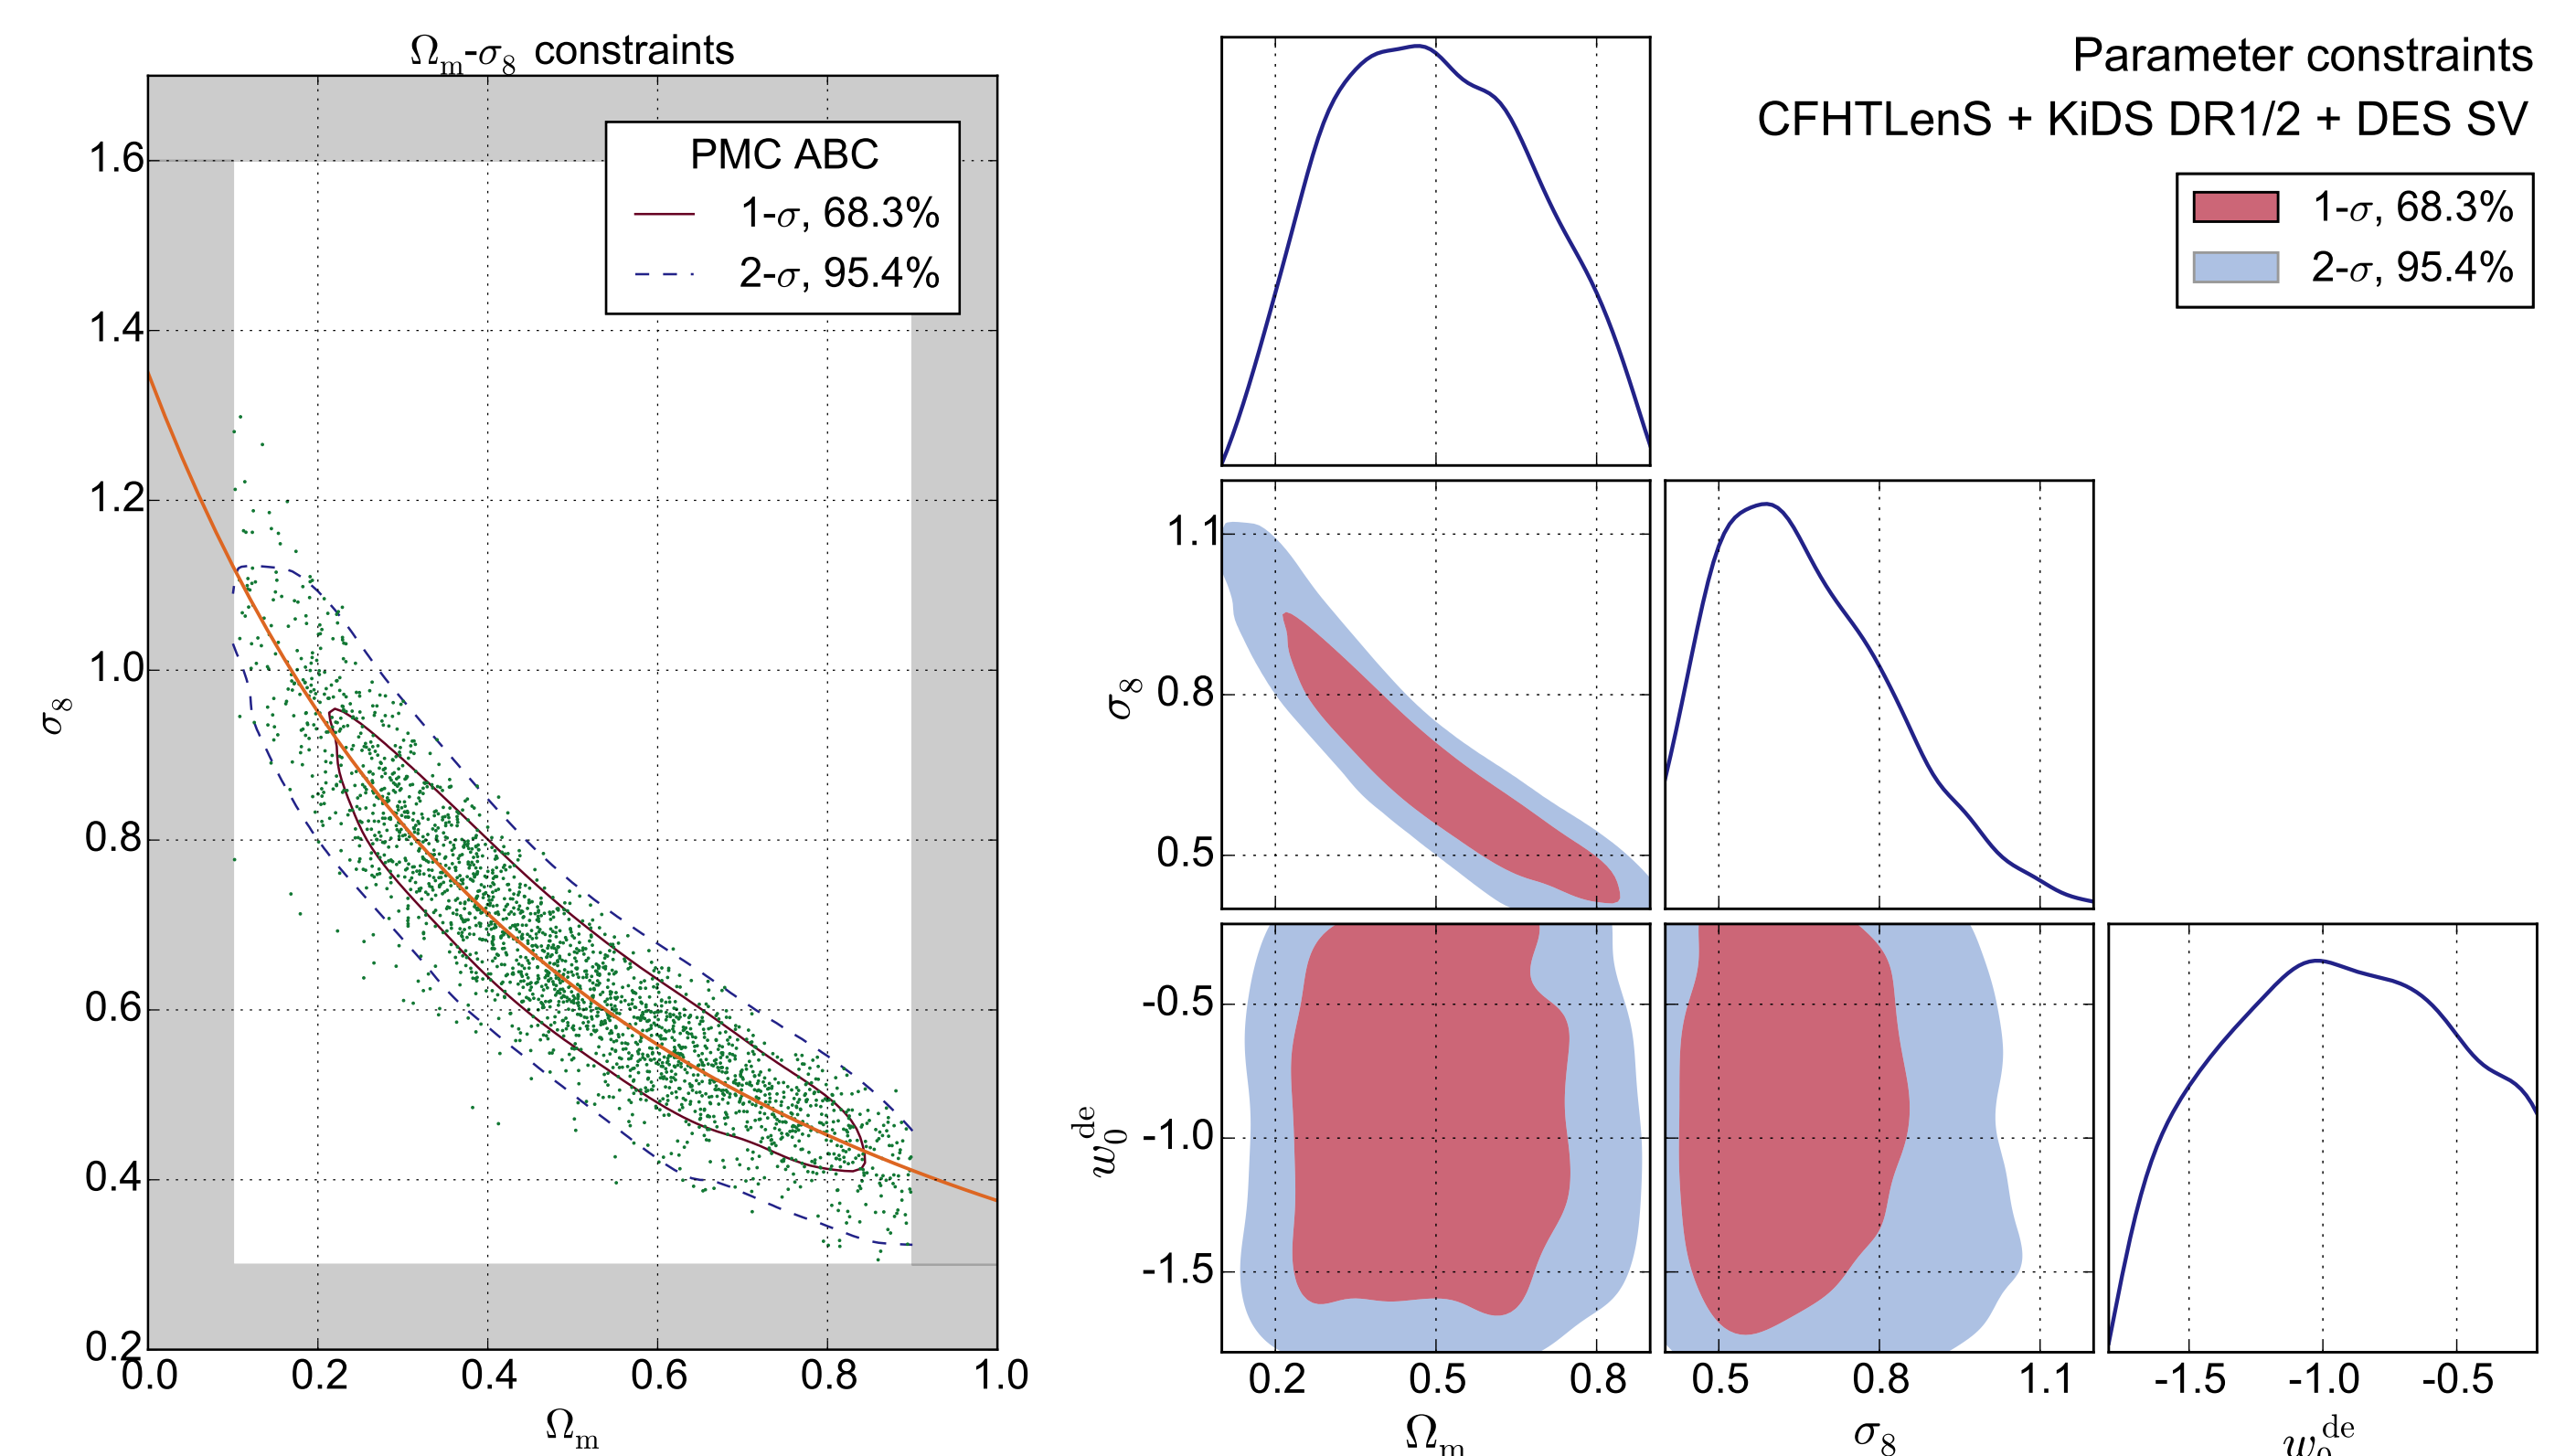 Ωm-σ8 constraints
PMC ABC
1-σ, 68.3%
2-σ, 95.4%
1.6
1.4
1.2
1.0
0.8
0.6
0.4
0.2
σ8
0.0 0.2 0.4 0.6 0.8 1.0
Ωm
Parameter constraints
CFHTLenS + KiDS DR1/2 + DES SV
1-σ, 68.3%
2-σ, 95.4%
1.1
0.8
0.5
σ8
-0.5
-1.0
-1.5
w0de
0.2 0.5 0.8
0.5 0.8 1.1
-1.5 -1.0 -0.5
Ωm
σ8
w0de